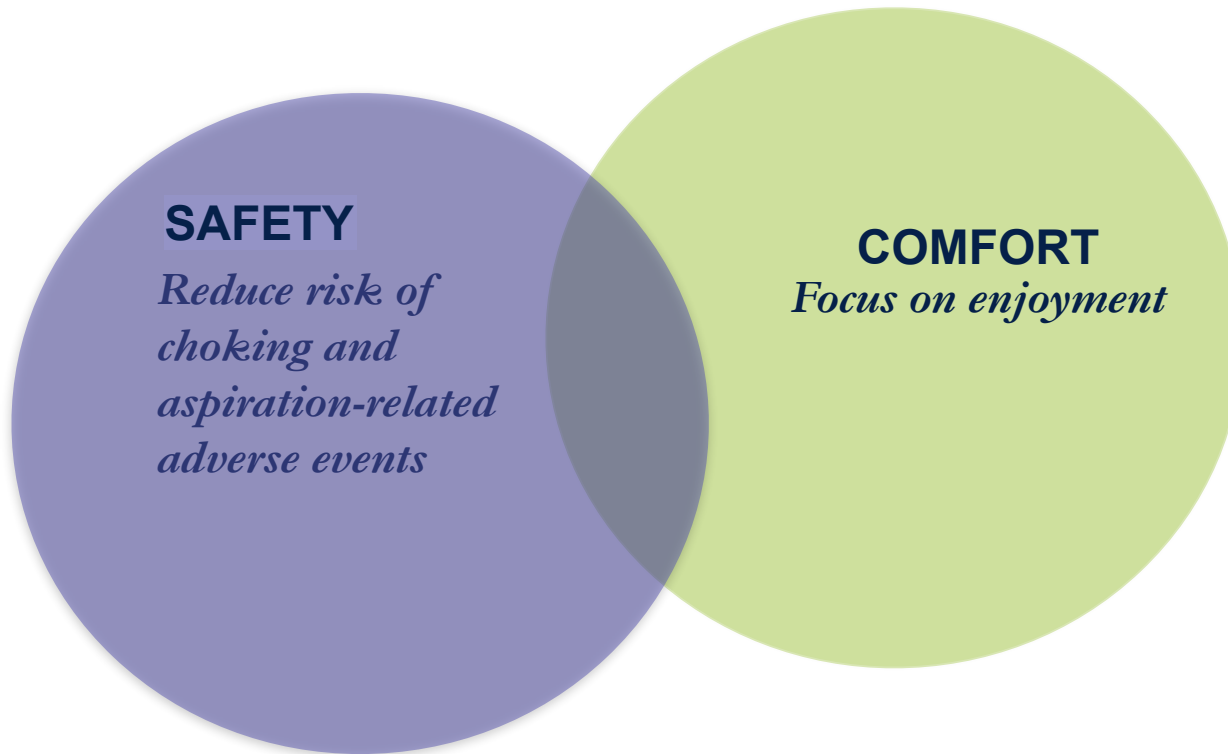 SAFETY
Reduce risk of
choking and
aspiration-related
adverse events
COMFORT
Focus on enjoyment